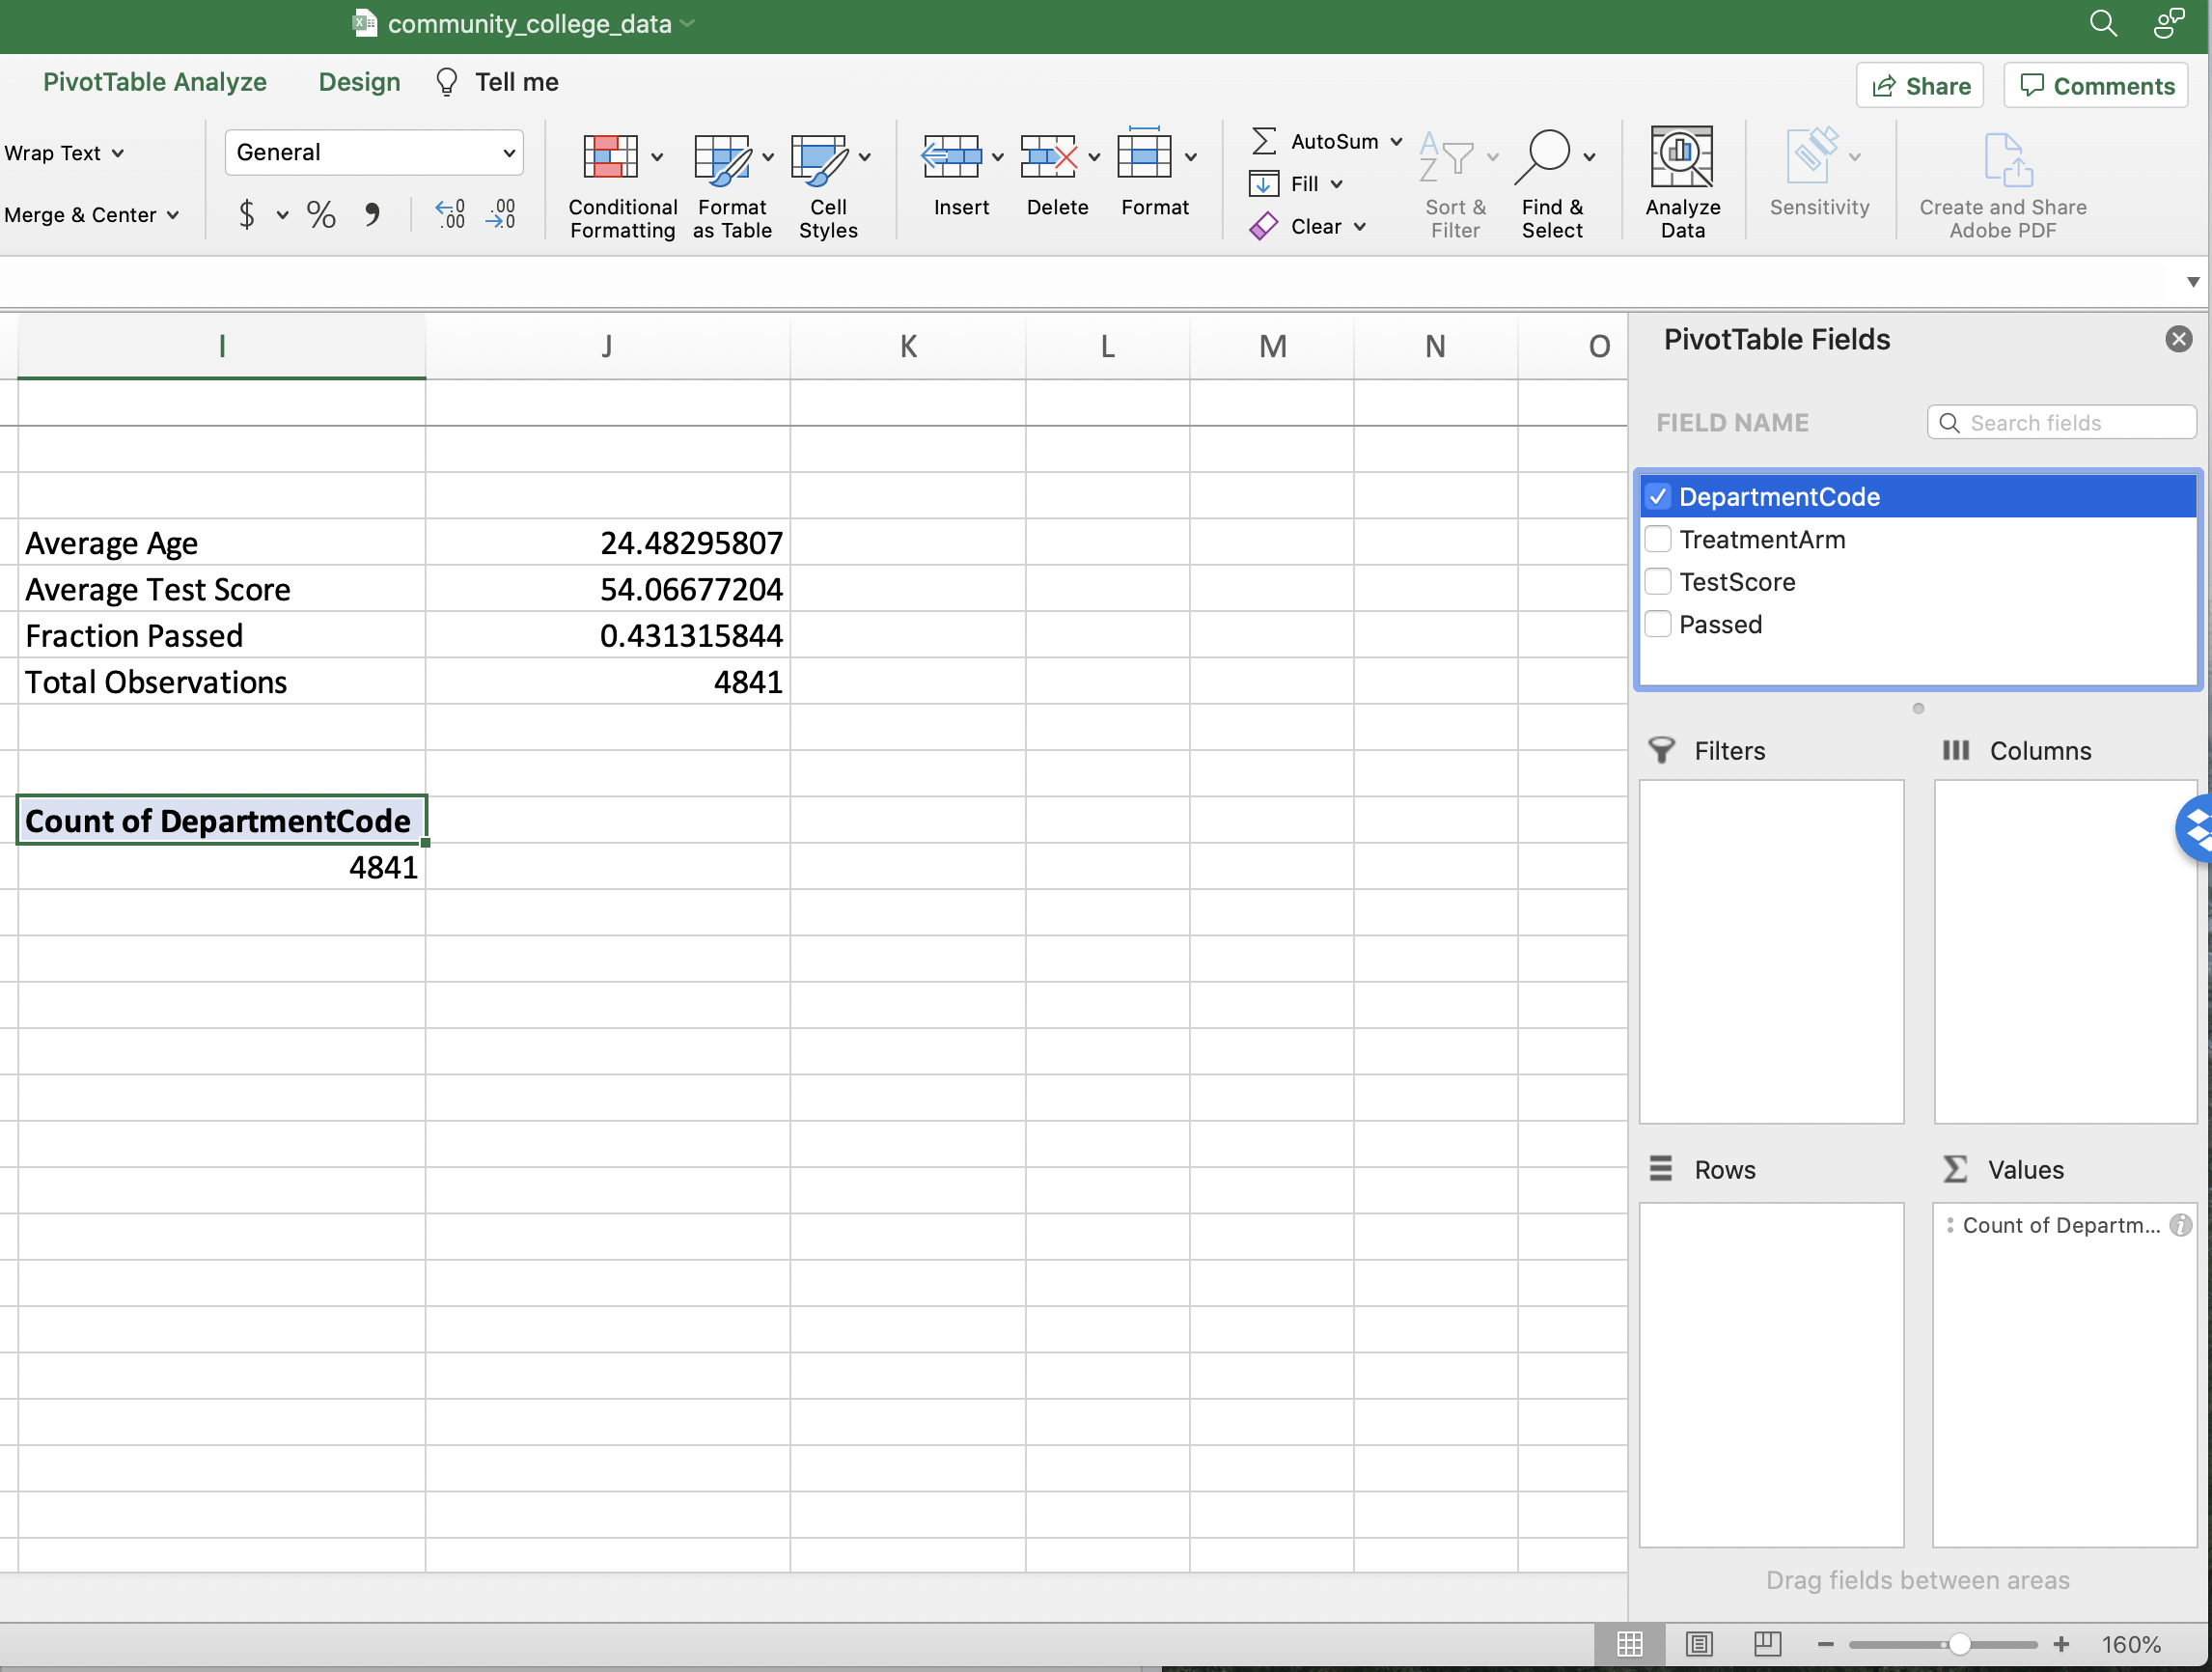 community_college_data
PivotTable Analyze Design Tell me
Share Comments
Wrap Text
General
Merge & Center
$ % , .0 .00 .00 .0
Conditional Formatting
Format as Table
Cell Styles
Insert
Delete
Format
AutoSum
Fill
Clear
A Z
Sort & Filter
Find & Select
Analyze Data
Sensitivity
Create and Share Adobe PDF
I J K L M N O
Average Age 24.48295807
Average Test Score 54.06677204
Fraction Passed 0.431315844
Total Observations 4841
Count of DepartmentCode
4841
PivotTable Fields
FIELD NAME Search fields
DepartmentCode
TreatmentArm
TestScore
Passed
Filters Columns
Rows Σ Values
Count of Departm...
Drag fields between areas
160%